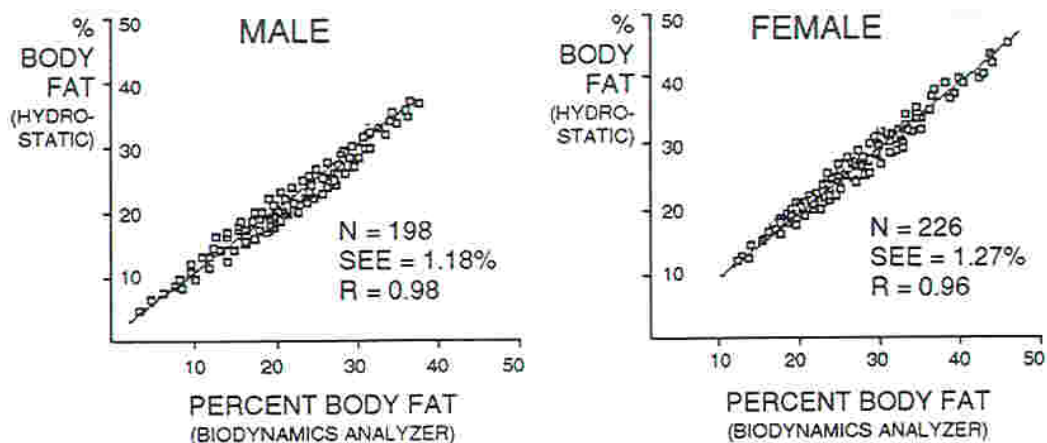 %
BODY
FAT
(HYDRO-
STATIC)
50
40
30
20
10
MALE
N = 198
SEE = 1.18%
R = 0.98
10 20 30 40 50
PERCENT BODY FAT
(BIODYNAMICS ANALYZER)
%
BODY
FAT
(HYDRO-
STATIC)
50
40
30
20
10
FEMALE
N = 226
SEE = 1.27%
R = 0.96
10 20 30 40 50
PERCENT BODY FAT
(BIODYNAMICS ANALYZER)